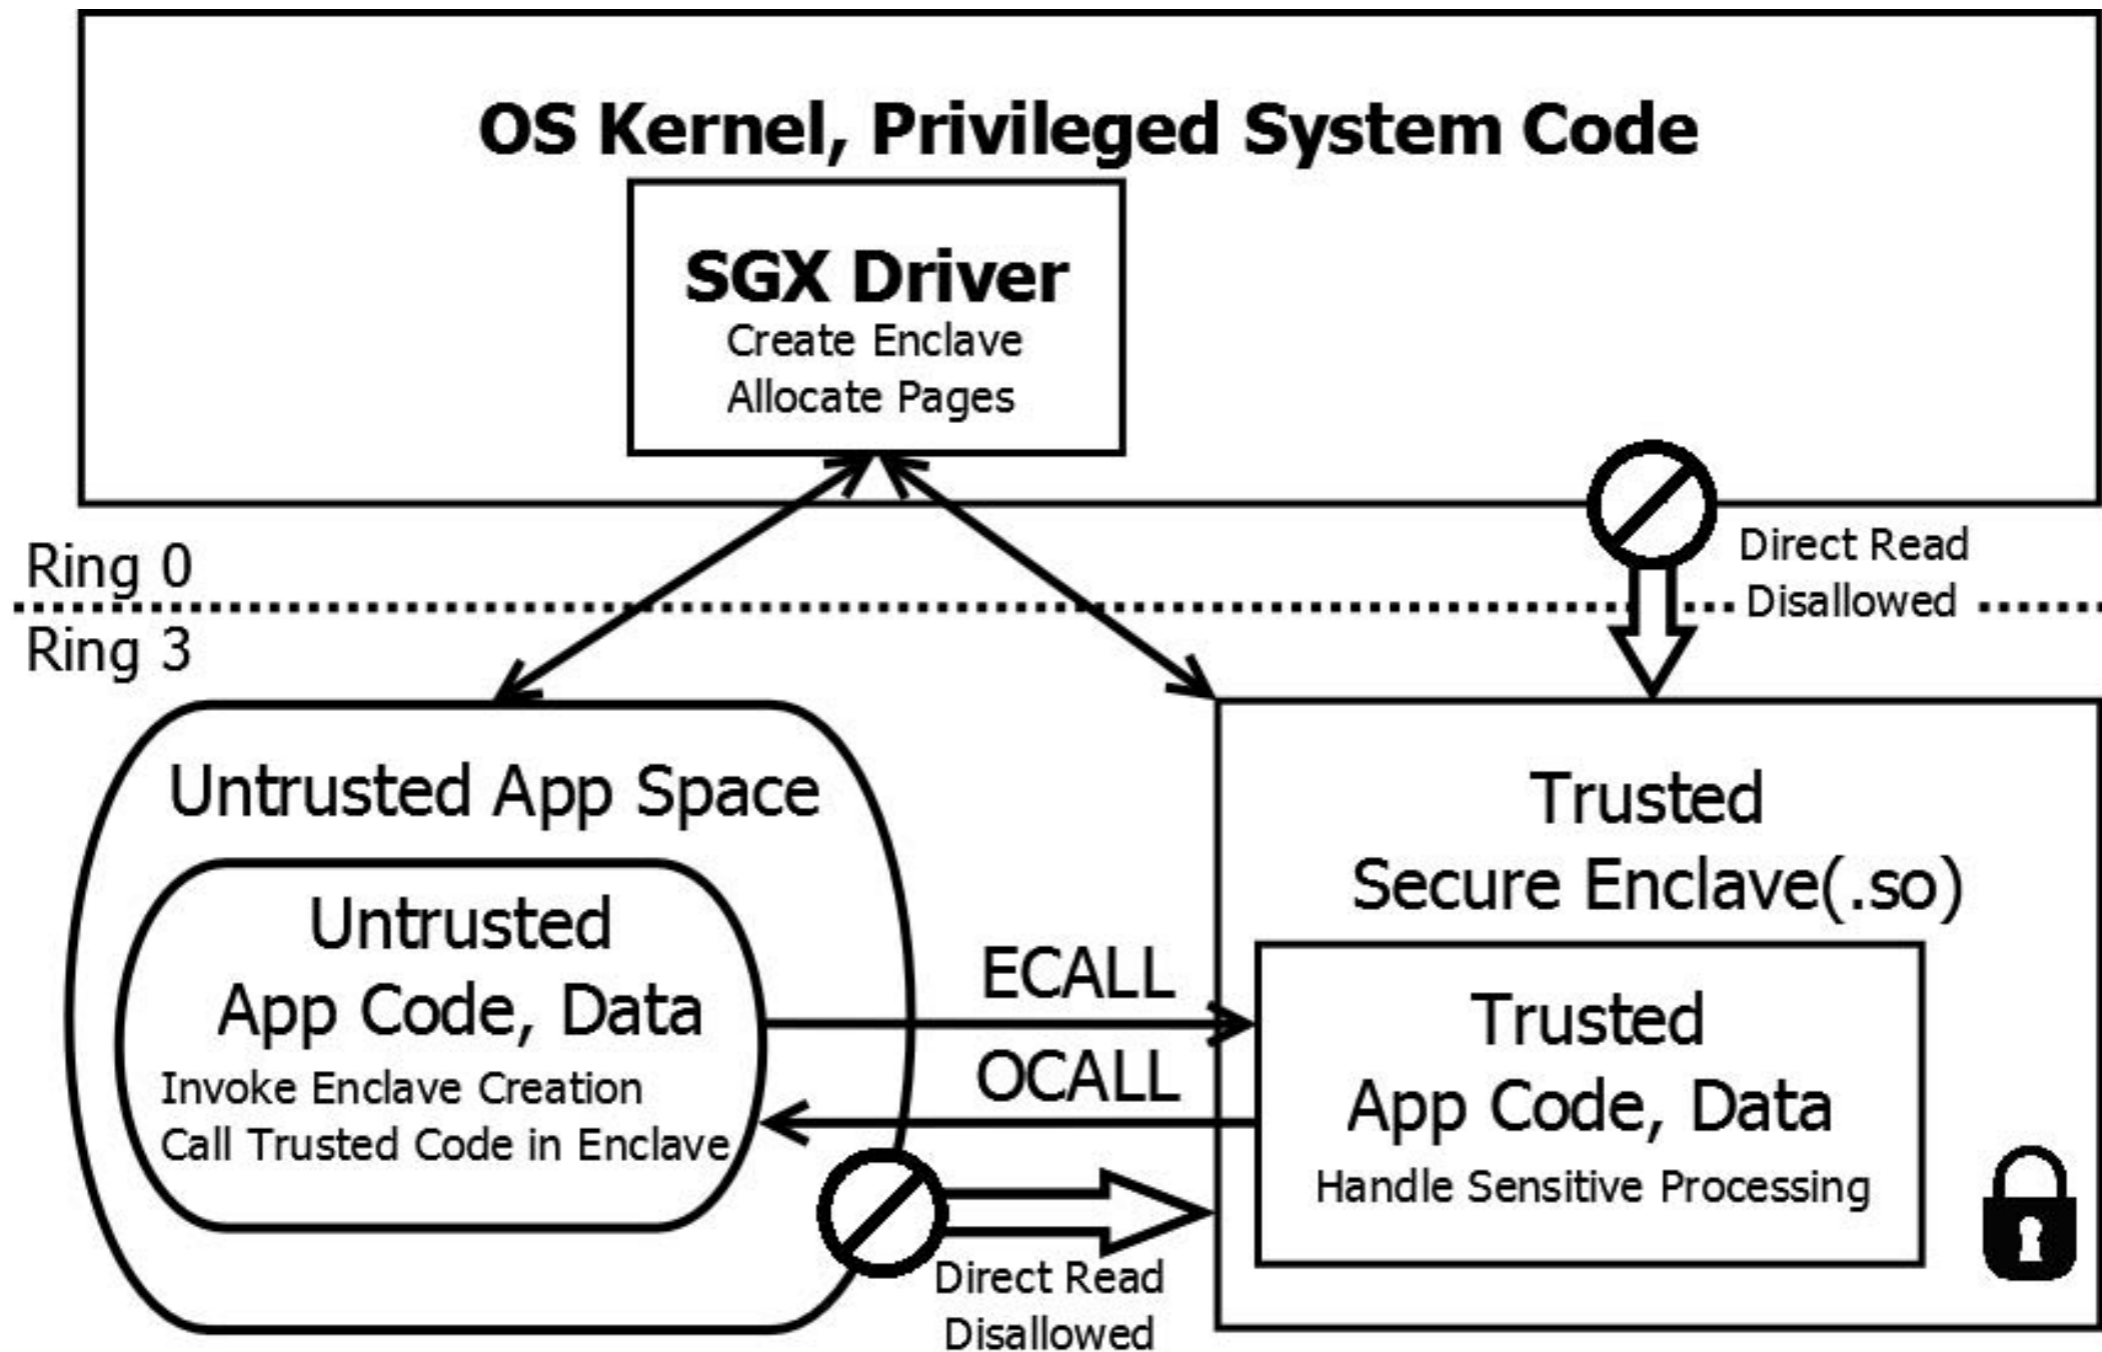 OS Kernel, Privileged System Code
SGX Driver
Create Enclave
Allocate Pages
Direct Read
Disallowed
Ring 0
Ring 3
Untrusted App Space
Untrusted
App Code, Data
Invoke Enclave Creation
Call Trusted Code in Enclave
ECALL
OCALL
Direct Read
Disallowed
Trusted
Secure Enclave(.so)
Trusted
App Code, Data
Handle Sensitive Processing